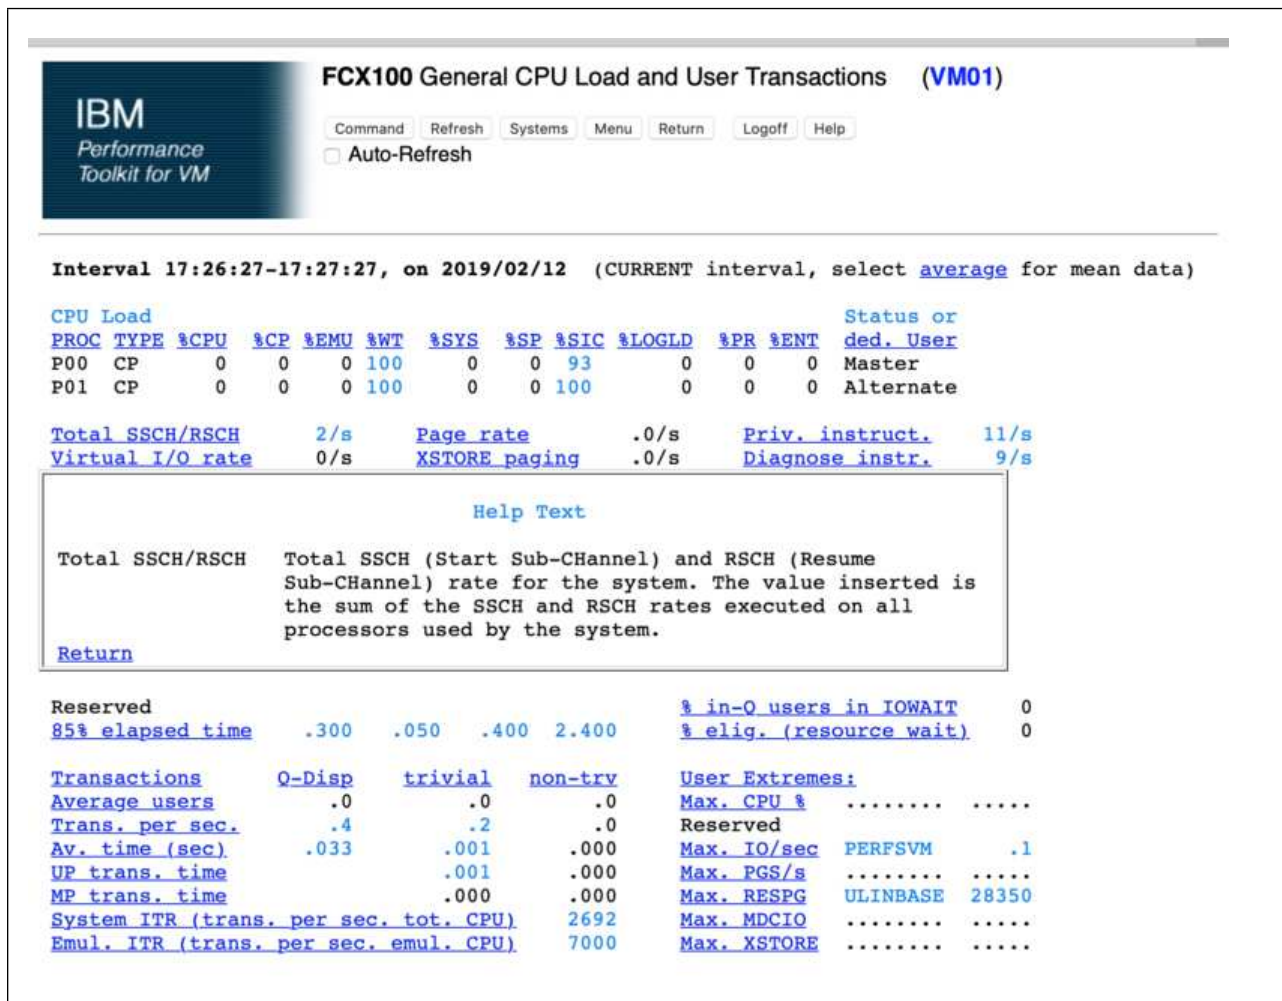 FCX100 General CPU Load and User Transactions (VM01)
IBM
Performance
Toolkit for VM
Command Refresh Systems Menu Return Logoff Help
Auto-Refresh
Interval 17:26:27-17:27:27, on 2019/02/12 (CURRENT interval, select average for mean data)
CPU Load Status or
PROC TYPE %CPU %CP %EMU %WT %SYS %SP %SIC %LOGLD %PR %ENT ded. User
P00 CP 0 0 0 100 0 0 93 0 0 0 Master
P01 CP 0 0 0 100 0 0 100 0 0 0 Alternate
Total SSCH/RSCH 2/s Page rate .0/s Priv. instruct. 11/s
Virtual I/O rate 0/s XSTORE paging .0/s Diagnose instr. 9/s
Help Text
Total SSCH/RSCH Total SSCH (Start Sub-CHannel) and RSCH (Resume
Sub-CHannel) rate for the system. The value inserted is
the sum of the SSCH and RSCH rates executed on all
processors used by the system.
Return
Reserved % in-Q users in IOWAIT 0
85% elapsed time .300 .050 .400 2.400 % elig. (resource wait) 0
Transactions Q-Disp trivial non-trv User Extremes:
Average users .0 .0 .0 Max. CPU % ........ .....
Trans. per sec. .4 .2 .0 Reserved
Av. time (sec) .033 .001 .000 Max. IO/sec PERFSVM .1
UP trans. time .001 .000 Max. PGS/s ........ .....
MP trans. time .000 .000 Max. RESPG ULINBASE 28350
System ITR (trans. per sec. tot. CPU) 2692 Max. MDCIO ........ .....
Emul. ITR (trans. per sec. emul. CPU) 7000 Max. XSTORE ........ .....